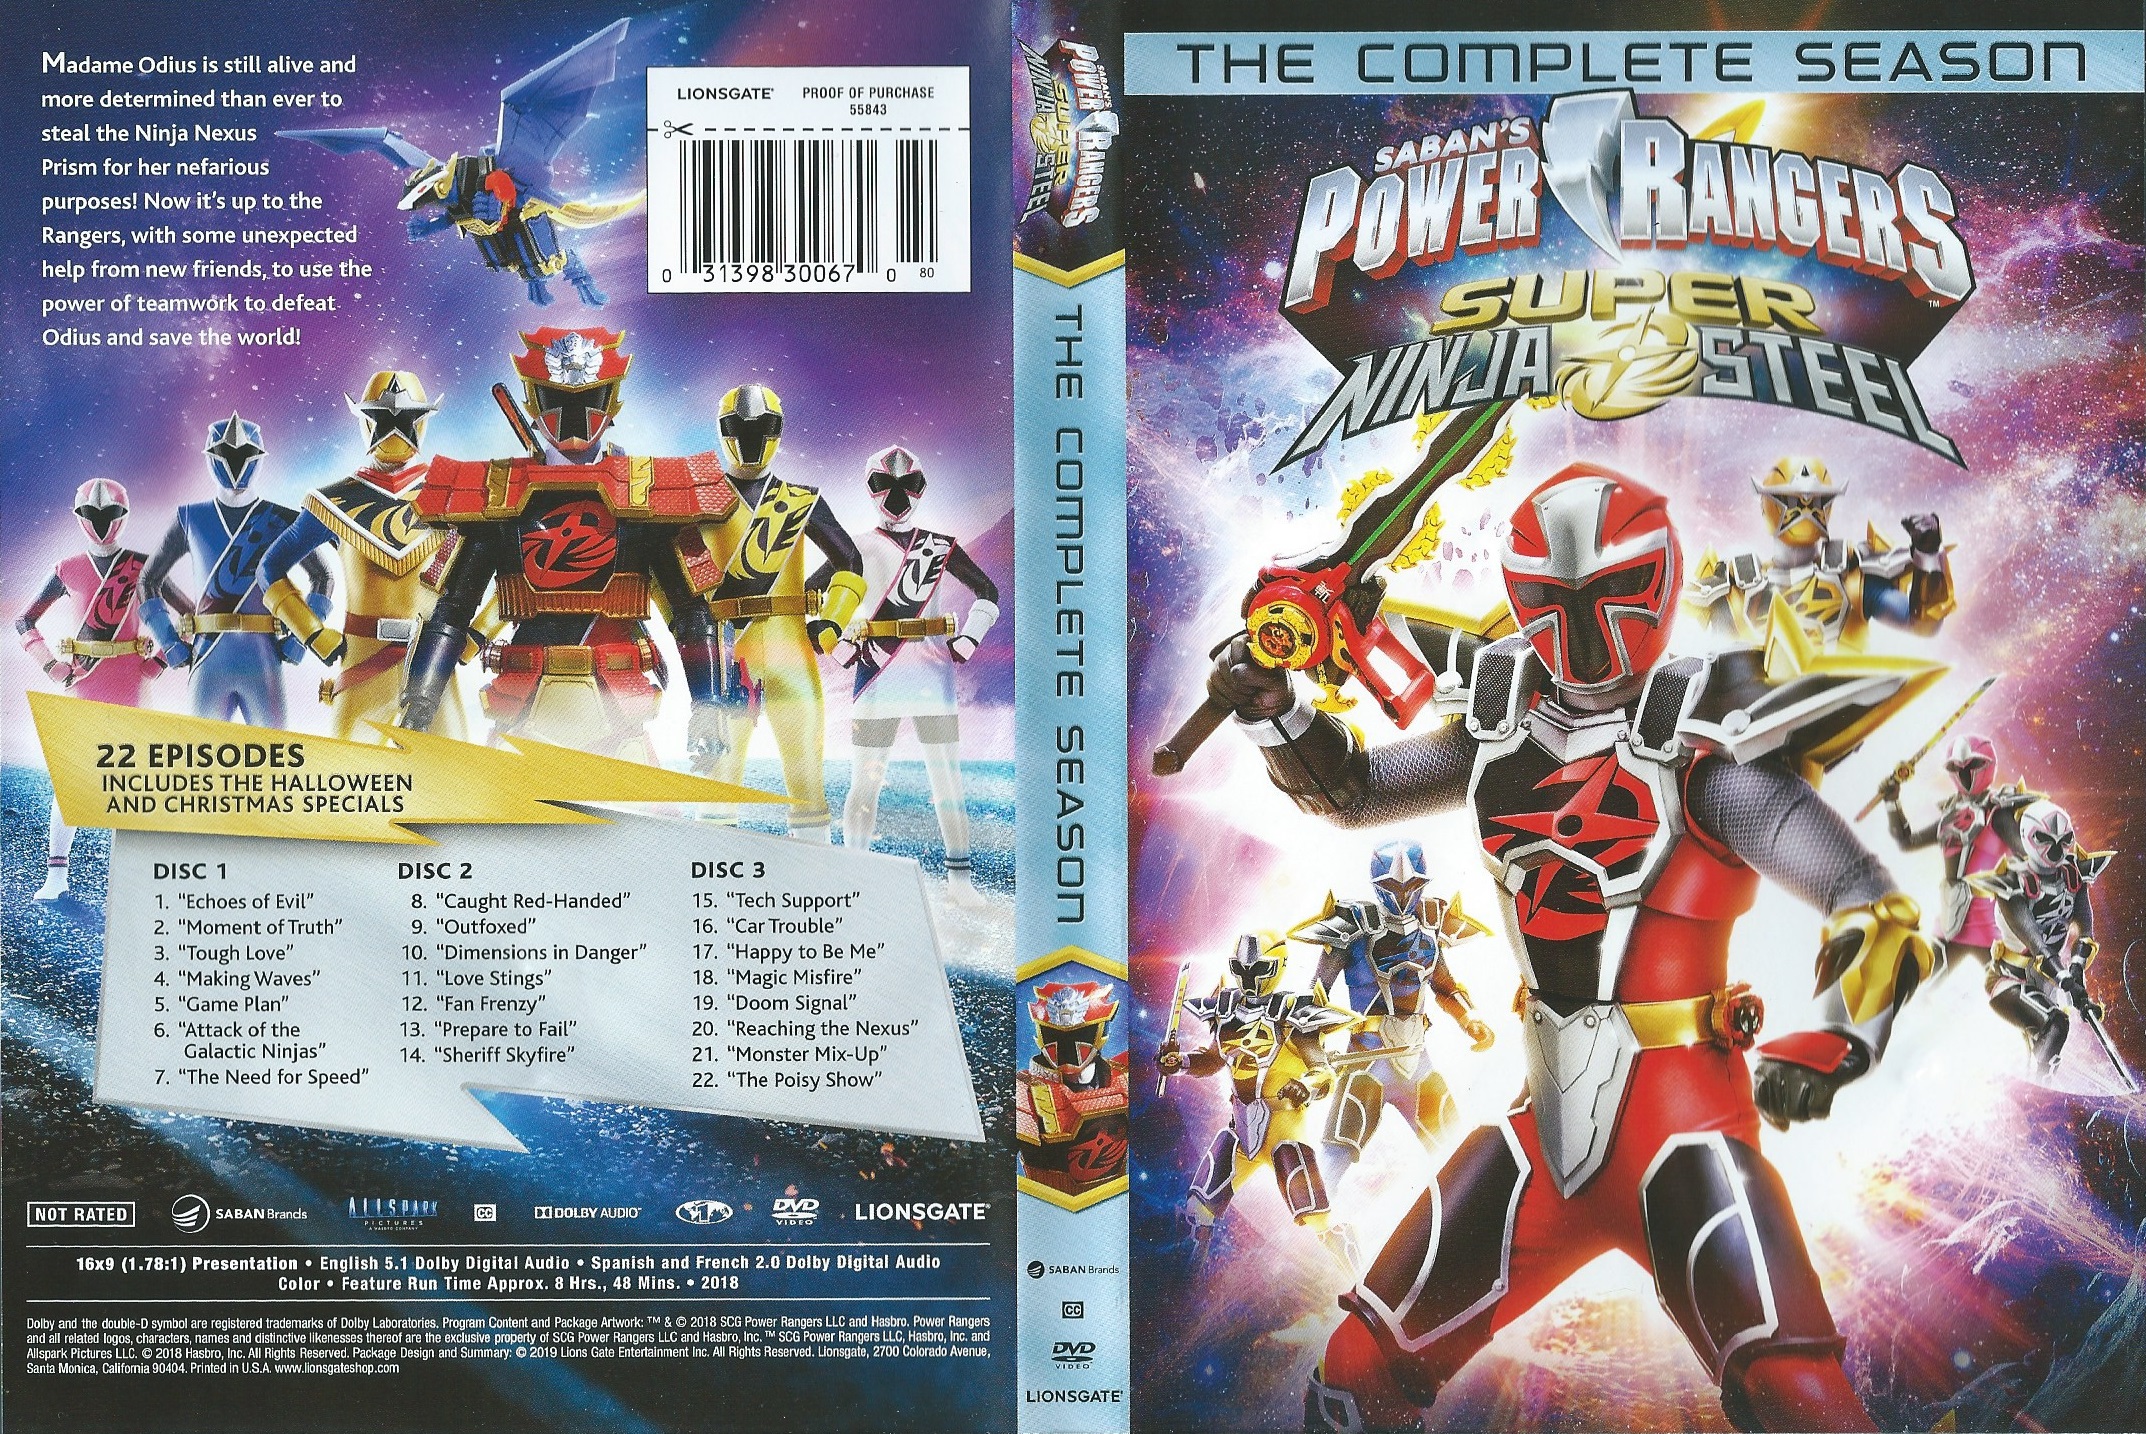 Madame Odius is still alive and
more determined than ever to
steal the Ninja Nexus
Prism for her nefarious
purposes! Now it's up to the
Rangers, with some unexpected
help from new friends, to use the
power of teamwork to defeat
Odius and save the world!
LIONSGATE® PROOF OF PURCHASE
55843
0 31398 30067 0 80
22 EPISODES
INCLUDES THE HALLOWEEN
AND CHRISTMAS SPECIALS
DISC 1
1. “Echoes of Evil”
2. “Moment of Truth”
3. “Tough Love”
4. “Making Waves”
5. “Game Plan”
6. “Attack of the
Galactic Ninjas”
7. “The Need for Speed”
DISC 2
8. “Caught Red-Handed”
9. “Outfoxed”
10. “Dimensions in Danger”
11. “Love Stings”
12. “Fan Frenzy”
13. “Prepare to Fail”
14. “Sheriff Skyfire”
DISC 3
15. “Tech Support”
16. “Car Trouble”
17. “Happy to Be Me”
18. “Magic Misfire”
19. “Doom Signal”
20. “Reaching the Nexus”
21. “Monster Mix-Up”
22. “The Poisy Show”
NOT RATED
SABAN Brands
ALLSPARK
PICTURES
A HASBRO COMPANY
CC
DOLBY AUDIO™
DVD
VIDEO
LIONSGATE®
16x9 (1.78:1) Presentation • English 5.1 Dolby Digital Audio • Spanish and French 2.0 Dolby Digital Audio
Color • Feature Run Time Approx. 8 Hrs., 48 Mins. • 2018
Dolby and the double-D symbol are registered trademarks of Dolby Laboratories. Program Content and Package Artwork: ™ & © 2018 SCG Power Rangers LLC and Hasbro. Power Rangers
and all related logos, characters, names and distinctive likenesses thereof are the exclusive property of SCG Power Rangers LLC and Hasbro, Inc. ™ SCG Power Rangers LLC, Hasbro, Inc. and
Allspark Pictures LLC. © 2018 Hasbro, Inc. All Rights Reserved. Package Design and Summary: © 2019 Lions Gate Entertainment Inc. All Rights Reserved. Lionsgate, 2700 Colorado Avenue,
Santa Monica, California 90404. Printed in U.S.A. www.lionsgateshop.com
SABAN'S
POWER RANGERS
SUPER
NINJA STEEL
THE COMPLETE SEASON
SABAN Brands
CC
DVD
VIDEO
LIONSGATE®
THE COMPLETE SEASON
SABAN'S
POWER RANGERS
™
SUPER
NINJA STEEL